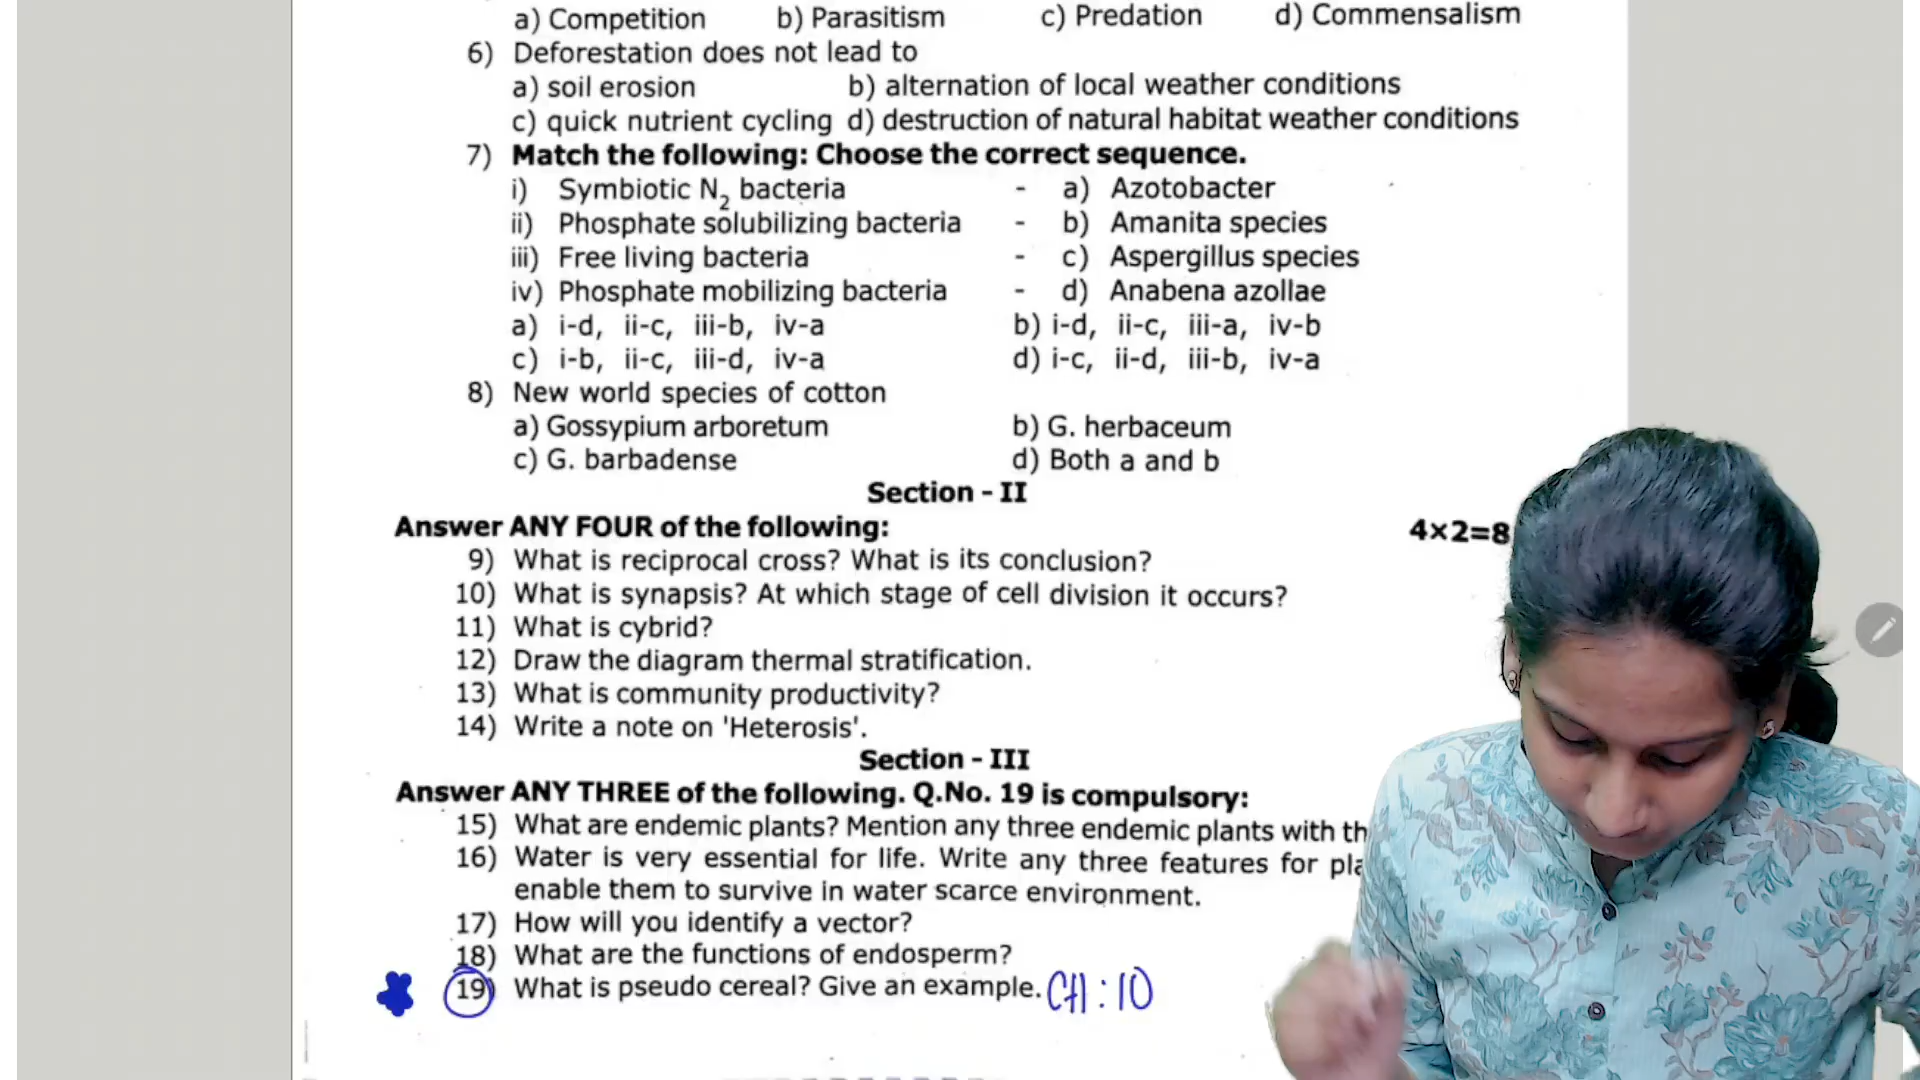 a) Competition b) Parasitism c) Predation d) Commensalism
6) Deforestation does not lead to
a) soil erosion b) alternation of local weather conditions
c) quick nutrient cycling d) destruction of natural habitat weather conditions
7) Match the following: Choose the correct sequence.
i) Symbiotic N₂ bacteria - a) Azotobacter
ii) Phosphate solubilizing bacteria - b) Amanita species
iii) Free living bacteria - c) Aspergillus species
iv) Phosphate mobilizing bacteria - d) Anabena azollae
a) i-d, ii-c, iii-b, iv-a b) i-d, ii-c, iii-a, iv-b
c) i-b, ii-c, iii-d, iv-a d) i-c, ii-d, iii-b, iv-a
8) New world species of cotton
a) Gossypium arboretum b) G. herbaceum
c) G. barbadense d) Both a and b
Section - II
Answer ANY FOUR of the following: 4×2=8
9) What is reciprocal cross? What is its conclusion?
10) What is synapsis? At which stage of cell division it occurs?
11) What is cybrid?
12) Draw the diagram thermal stratification.
13) What is community productivity?
14) Write a note on 'Heterosis'.
Section - III
Answer ANY THREE of the following. Q.No. 19 is compulsory:
15) What are endemic plants? Mention any three endemic plants with
16) Water is very essential for life. Write any three features for
enable them to survive in water scarce environment.
17) How will you identify a vector?
18) What are the functions of endosperm?
19) What is pseudo cereal? Give an example. CH : 10